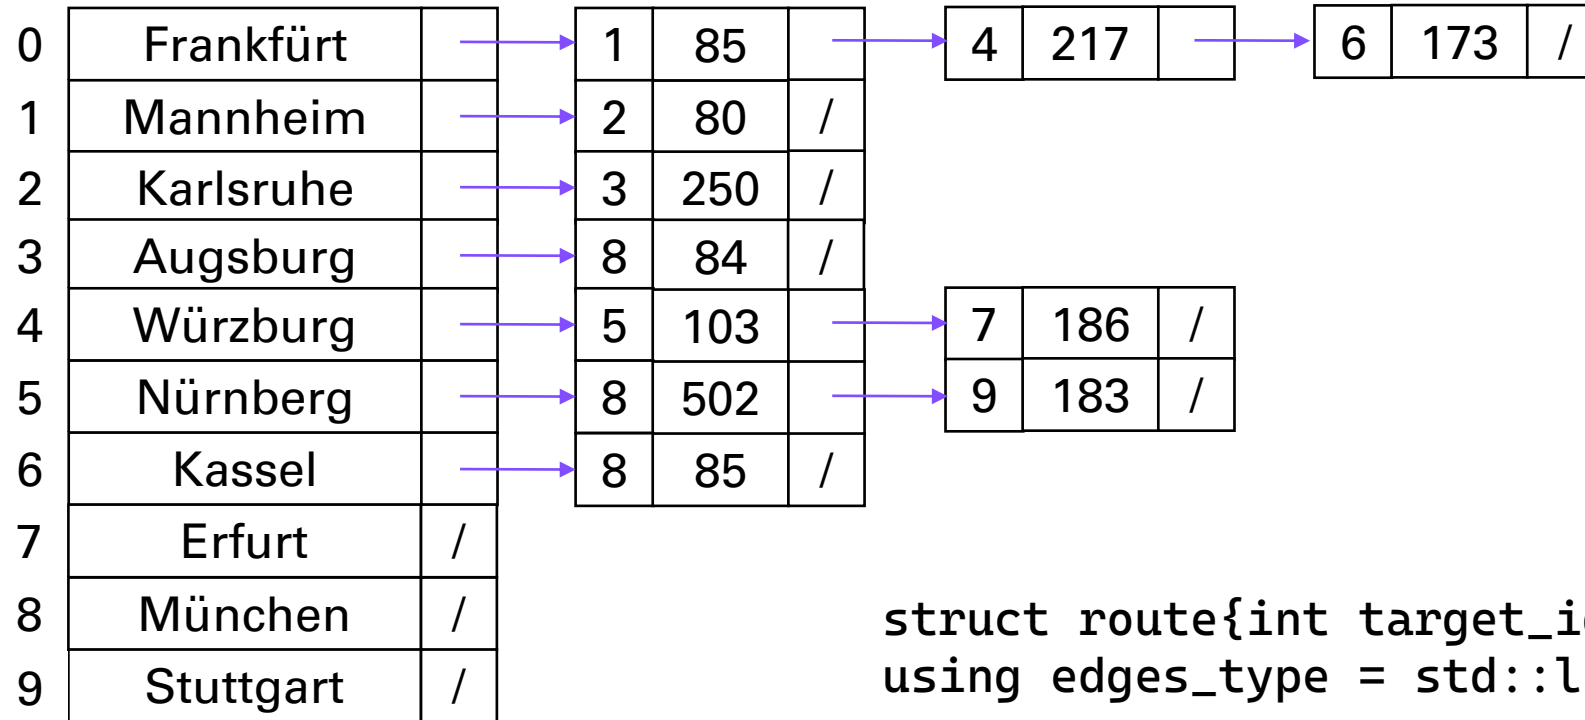 0 Frankfürt 1 85 4 217 6 173 /
1 Mannheim 2 80 /
2 Karlsruhe 3 250 /
3 Augsburg 8 84 /
4 Würzburg 5 103 7 186 /
5 Nürnberg 8 502 9 183 /
6 Kassel 8 85 /
7 Erfurt /
8 München /
9 Stuttgart /
struct route{int target_i
using edges_type = std::l